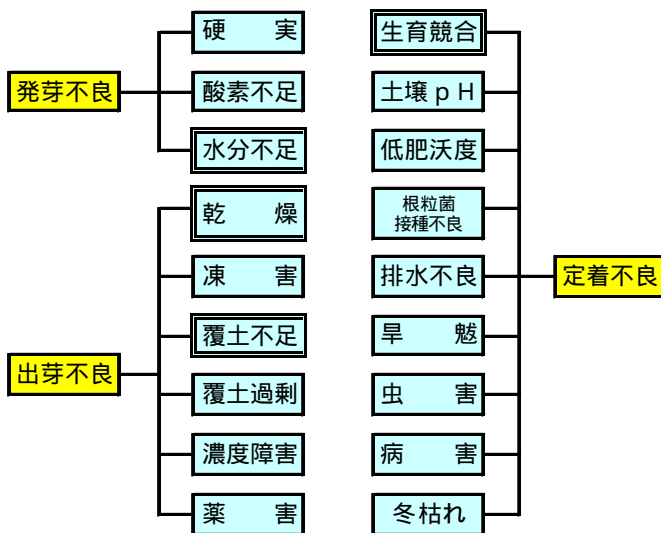 発芽不良
硬　　実
酸素不足
水分不足
出芽不良
乾　　燥
凍　　害
覆土不足
覆土過剰
濃度障害
薬　　害
生育競合
土壌ｐＨ
低肥沃度
根粒菌
接種不良
排水不良
旱　　魃
虫　　害
病　　害
冬枯れ
定着不良